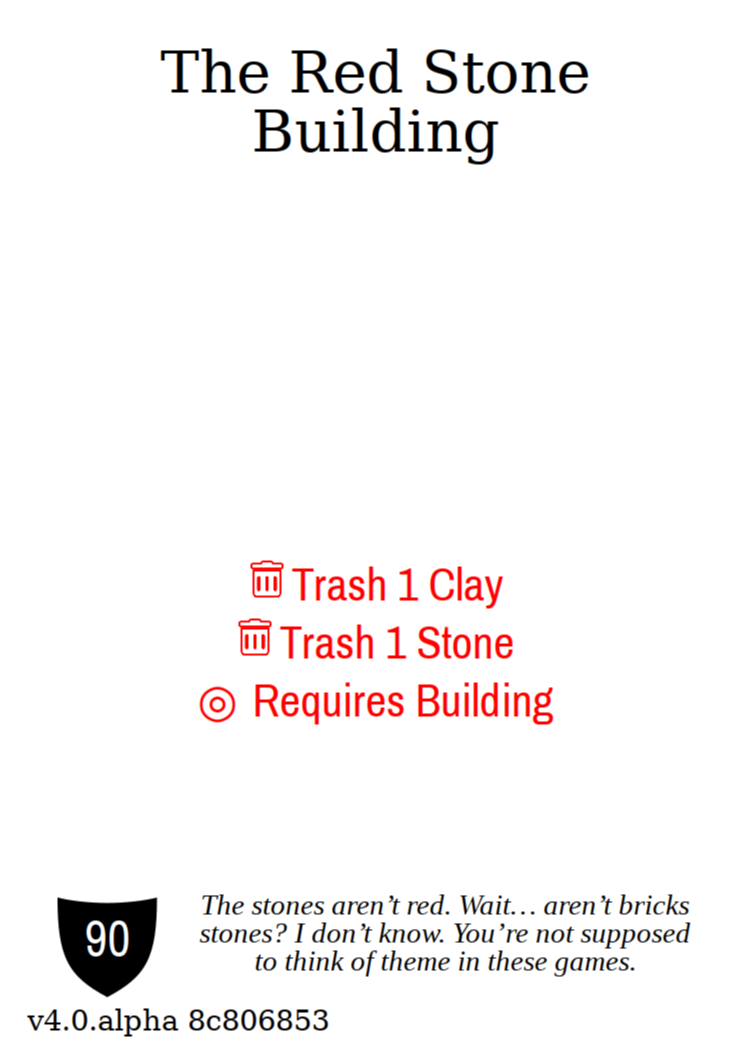 The Red Stone
Building
Trash 1 Clay
Trash 1 Stone
Requires Building
The stones aren’t red. Wait… aren’t bricks
stones? I don’t know. You’re not supposed
to think of theme in these games.
90
v4.0.alpha 8c806853